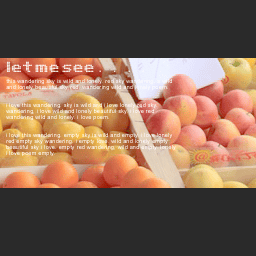 letmesee
this wandering. sky is wild and lonely. red sky wandering. wild
and lonely beautiful sky red. wandering wild and lonely poem.
i love this wandering. sky is wild and i love lonely. red sky
wandering. i love wild and lonely beautiful sky i love red.
wandering wild and lonely. i love poem.
i love this wandering. empty sky is wild and empty. i love lonely
red empty sky wandering. i empty. love. wild and lonely empty
beautiful sky i love. empty red wandering. wild and empty. lonely
i love poem empty.